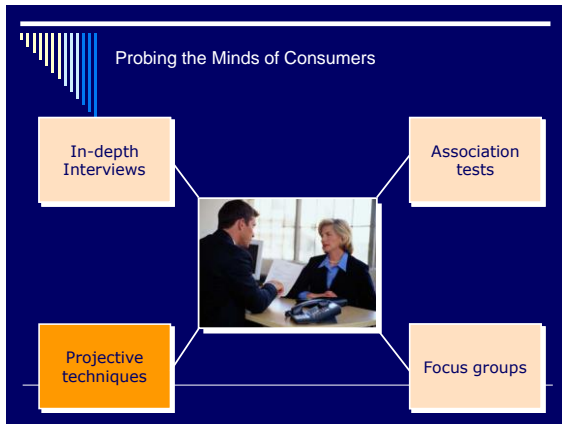 Probing the Minds of Consumers
In-depth
Interviews
Association
tests
Projective
techniques
Focus groups